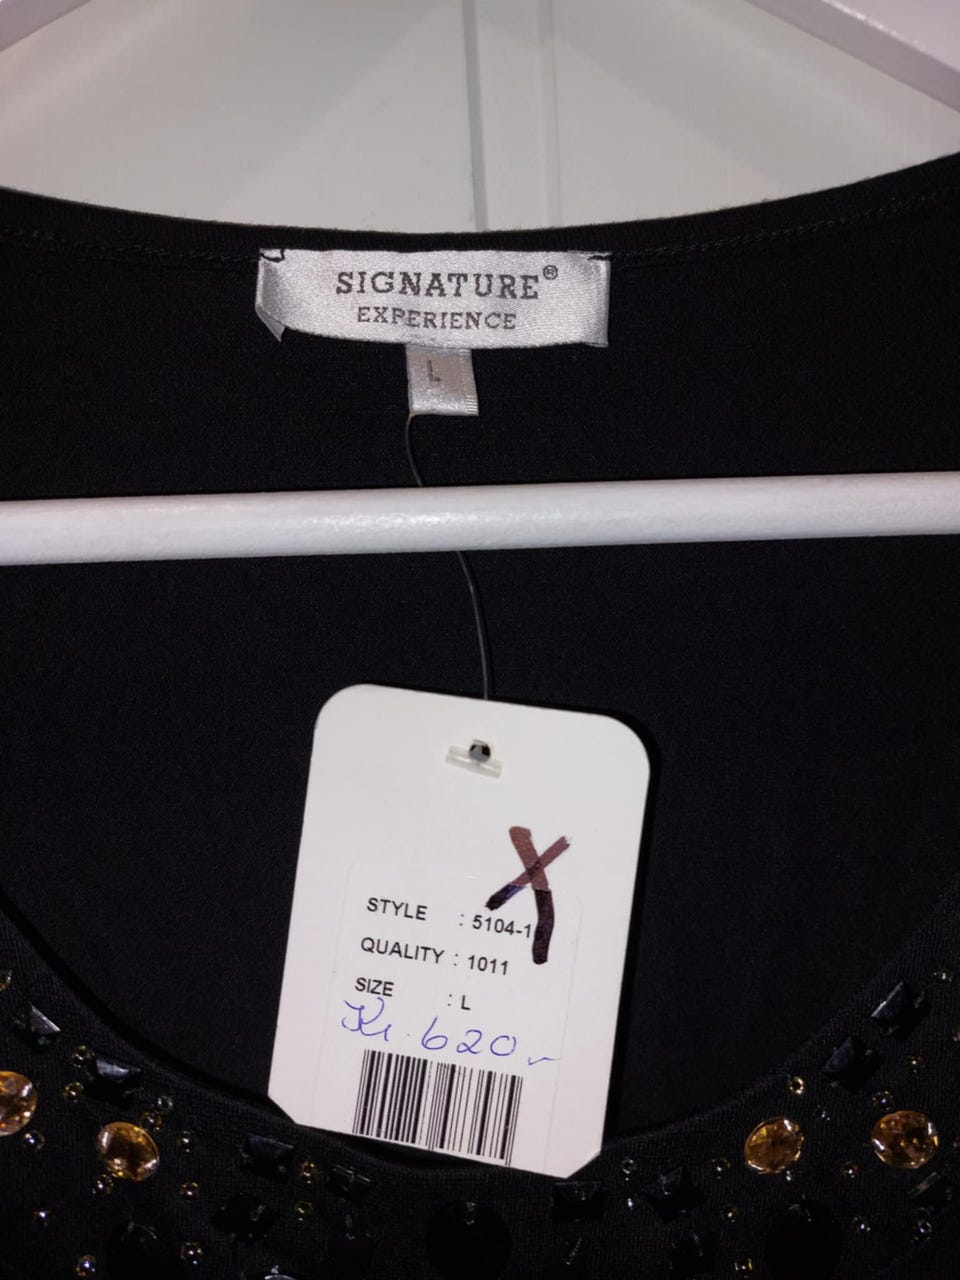 SIGNATURE®
EXPERIENCE
L
X
STYLE : 5104-1
QUALITY : 1011
SIZE : L
Kr. 620,-